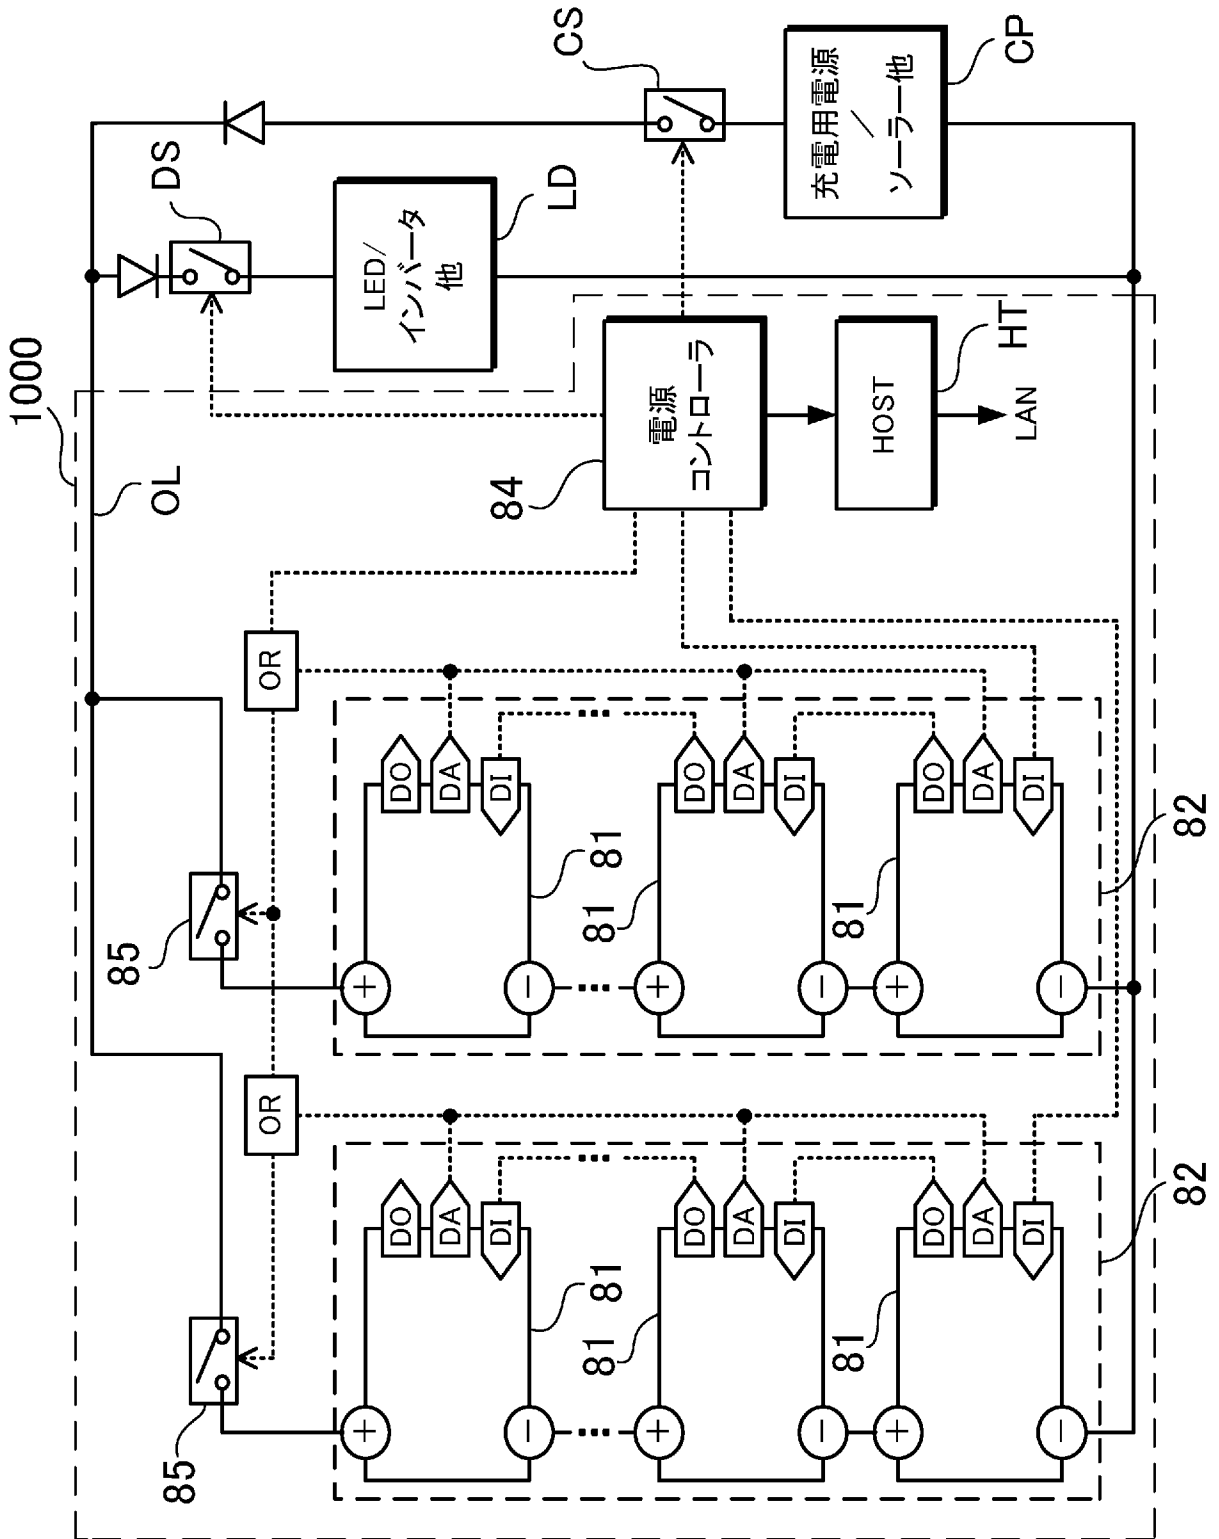 1000
OL
DS
CS
LED/
インバータ
他
LD
充電用電源
/
ソーラー他
CP
84
電源
コントローラ
HOST
HT
LAN
OR
OR
85
85
DO
DA
DI
81
+
−
DO
DA
DI
81
+
−
DO
DA
DI
81
+
−
82
DO
DA
DI
81
+
−
DO
DA
DI
81
+
−
DO
DA
DI
81
+
−
82